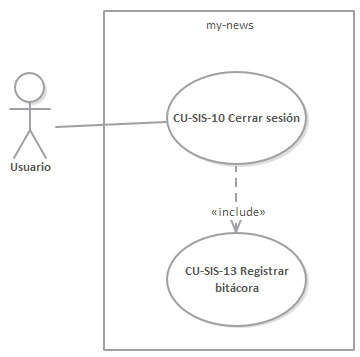 my-news
CU-SIS-10 Cerrar sesión
Usuario
«include»
CU-SIS-13 Registrar
bitácora